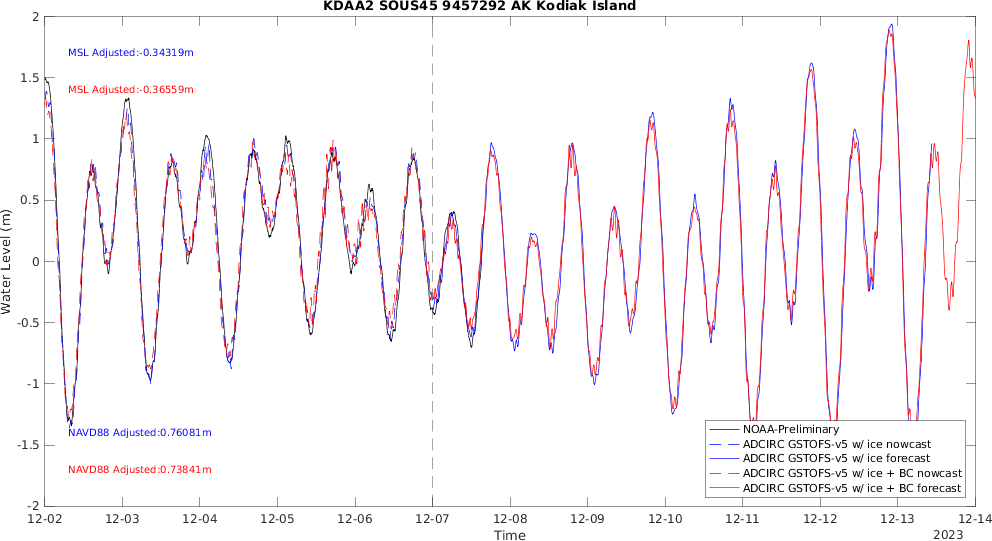 KDAA2 SOUS45 9457292 AK Kodiak Island
2
1.5
1
0.5
0
-0.5
-1
-1.5
-2
Water Level (m)
MSL Adjusted:-0.34319m
MSL Adjusted:-0.36559m
NAVD88 Adjusted:0.76081m
NAVD88 Adjusted:0.73841m
NOAA-Preliminary
ADCIRC GSTOFS-v5 w/ ice nowcast
ADCIRC GSTOFS-v5 w/ ice forecast
ADCIRC GSTOFS-v5 w/ ice + BC nowcast
ADCIRC GSTOFS-v5 w/ ice + BC forecast
12-02 12-03 12-04 12-05 12-06 12-07 12-08 12-09 12-10 12-11 12-12 12-13 12-14
Time
2023